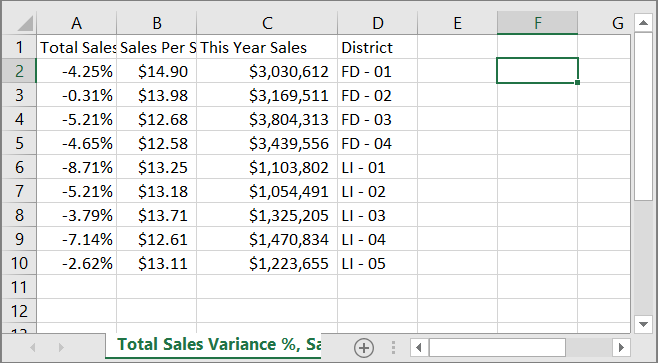 A B C D E F G
1 Total Sales Sales Per S This Year Sales District
2 -4.25% $14.90 $3,030,612 FD - 01
3 -0.31% $13.98 $3,169,511 FD - 02
4 -5.21% $12.68 $3,804,313 FD - 03
5 -4.65% $12.58 $3,439,556 FD - 04
6 -8.71% $13.25 $1,103,802 LI - 01
7 -5.21% $13.18 $1,054,491 LI - 02
8 -3.79% $13.71 $1,325,205 LI - 03
9 -7.14% $12.61 $1,470,834 LI - 04
10 -2.62% $13.11 $1,223,655 LI - 05
11
12
13
Total Sales Variance %, Sa